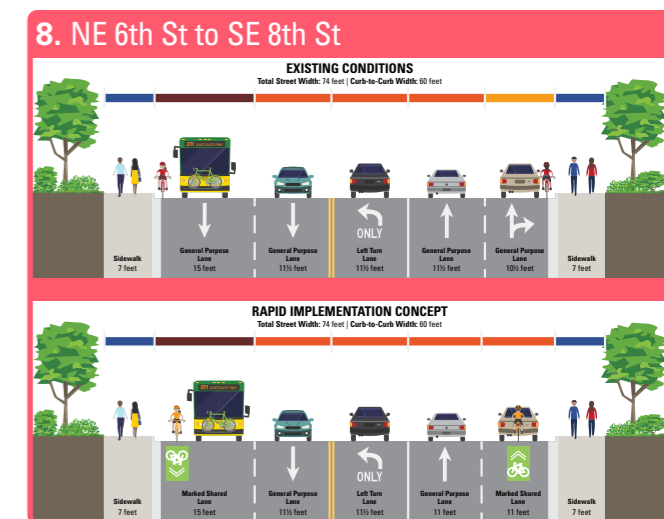 8. NE 6th St to SE 8th St
EXISTING CONDITIONS
Total Street Width: 74 feet | Curb-to-Curb Width: 60 feet
ONLY
Sidewalk
7 feet
General Purpose
Lane
15 feet
General Purpose
Lane
11½ feet
Left Turn
Lane
11½ feet
General Purpose
Lane
11½ feet
General Purpose
Lane
10½ feet
Sidewalk
7 feet
RAPID IMPLEMENTATION CONCEPT
Total Street Width: 74 feet | Curb-to-Curb Width: 60 feet
ONLY
Sidewalk
7 feet
Marked Shared
Lane
15 feet
General Purpose
Lane
11½ feet
Left Turn
Lane
11½ feet
General Purpose
Lane
11 feet
Marked Shared
Lane
11 feet
Sidewalk
7 feet